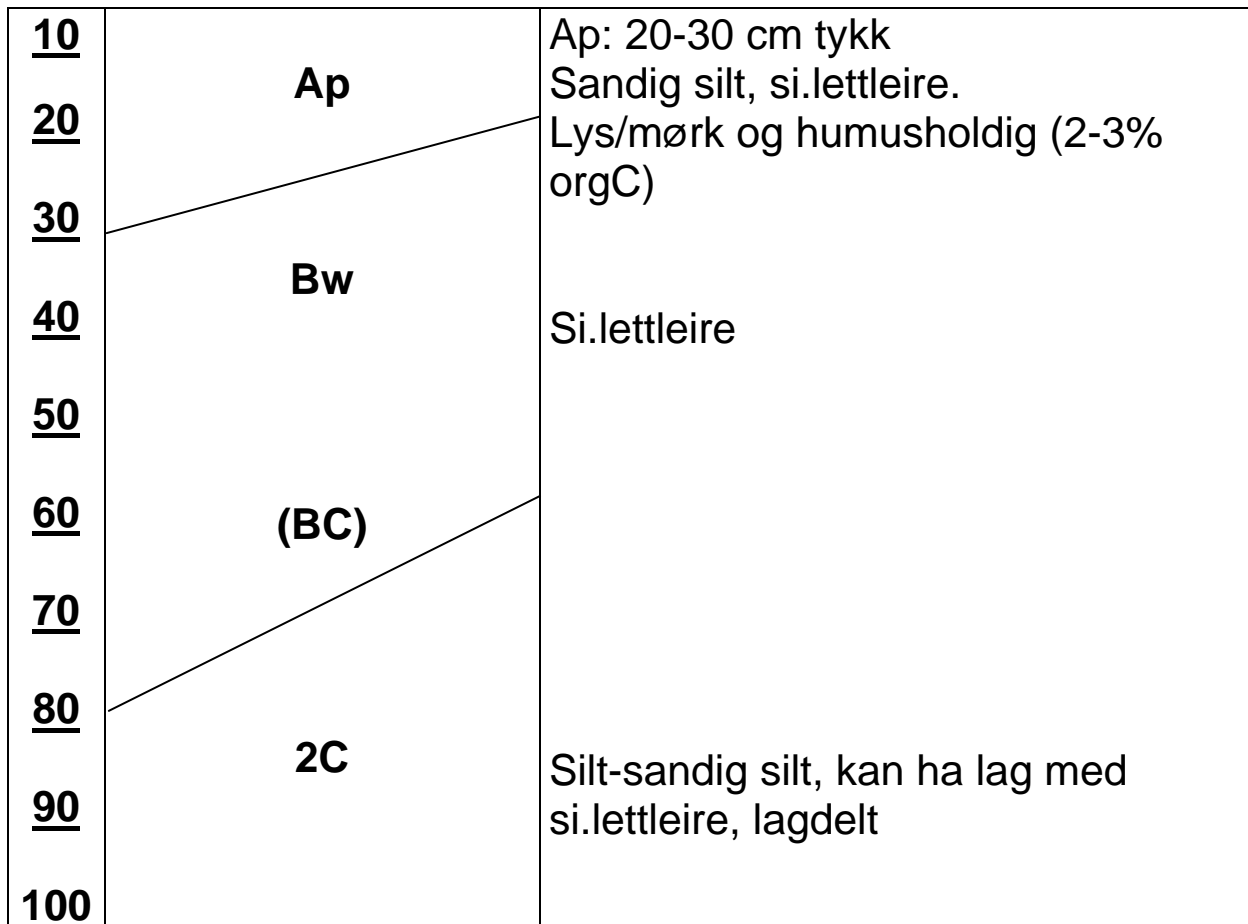 10
Ap
20
30
Bw
40
50
60
(BC)
70
80
2C
90
100
Ap: 20-30 cm tykk
Sandig silt, si.lettleire.
Lys/mørk og humusholdig (2-3%
orgC)
Si.lettleire
Silt-sandig silt, kan ha lag med
si.lettleire, lagdelt